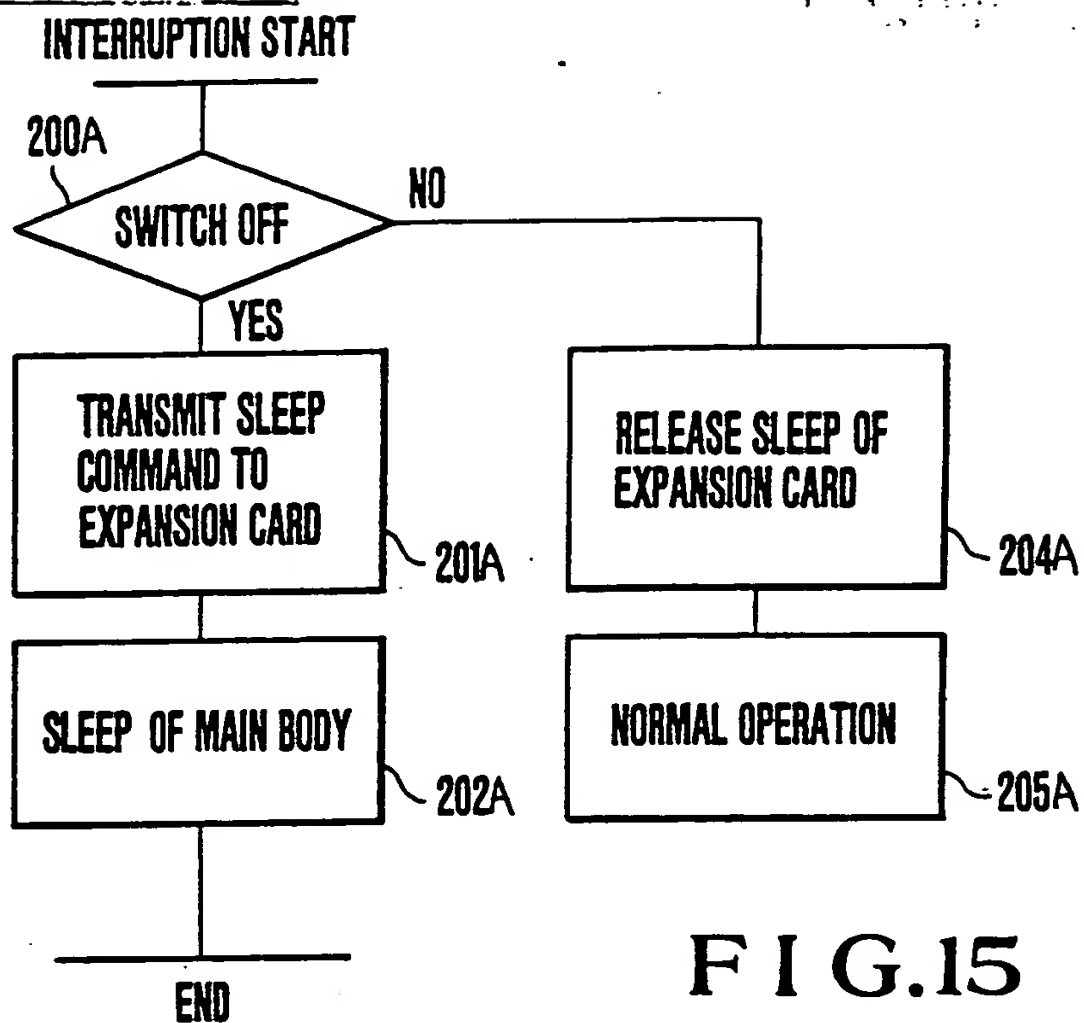 INTERRUPTION START
200A
SWITCH OFF
NO
YES
TRANSMIT SLEEP
COMMAND TO
EXPANSION CARD
201A
RELEASE SLEEP OF
EXPANSION CARD
204A
SLEEP OF MAIN BODY
202A
NORMAL OPERATION
205A
END
FIG.15